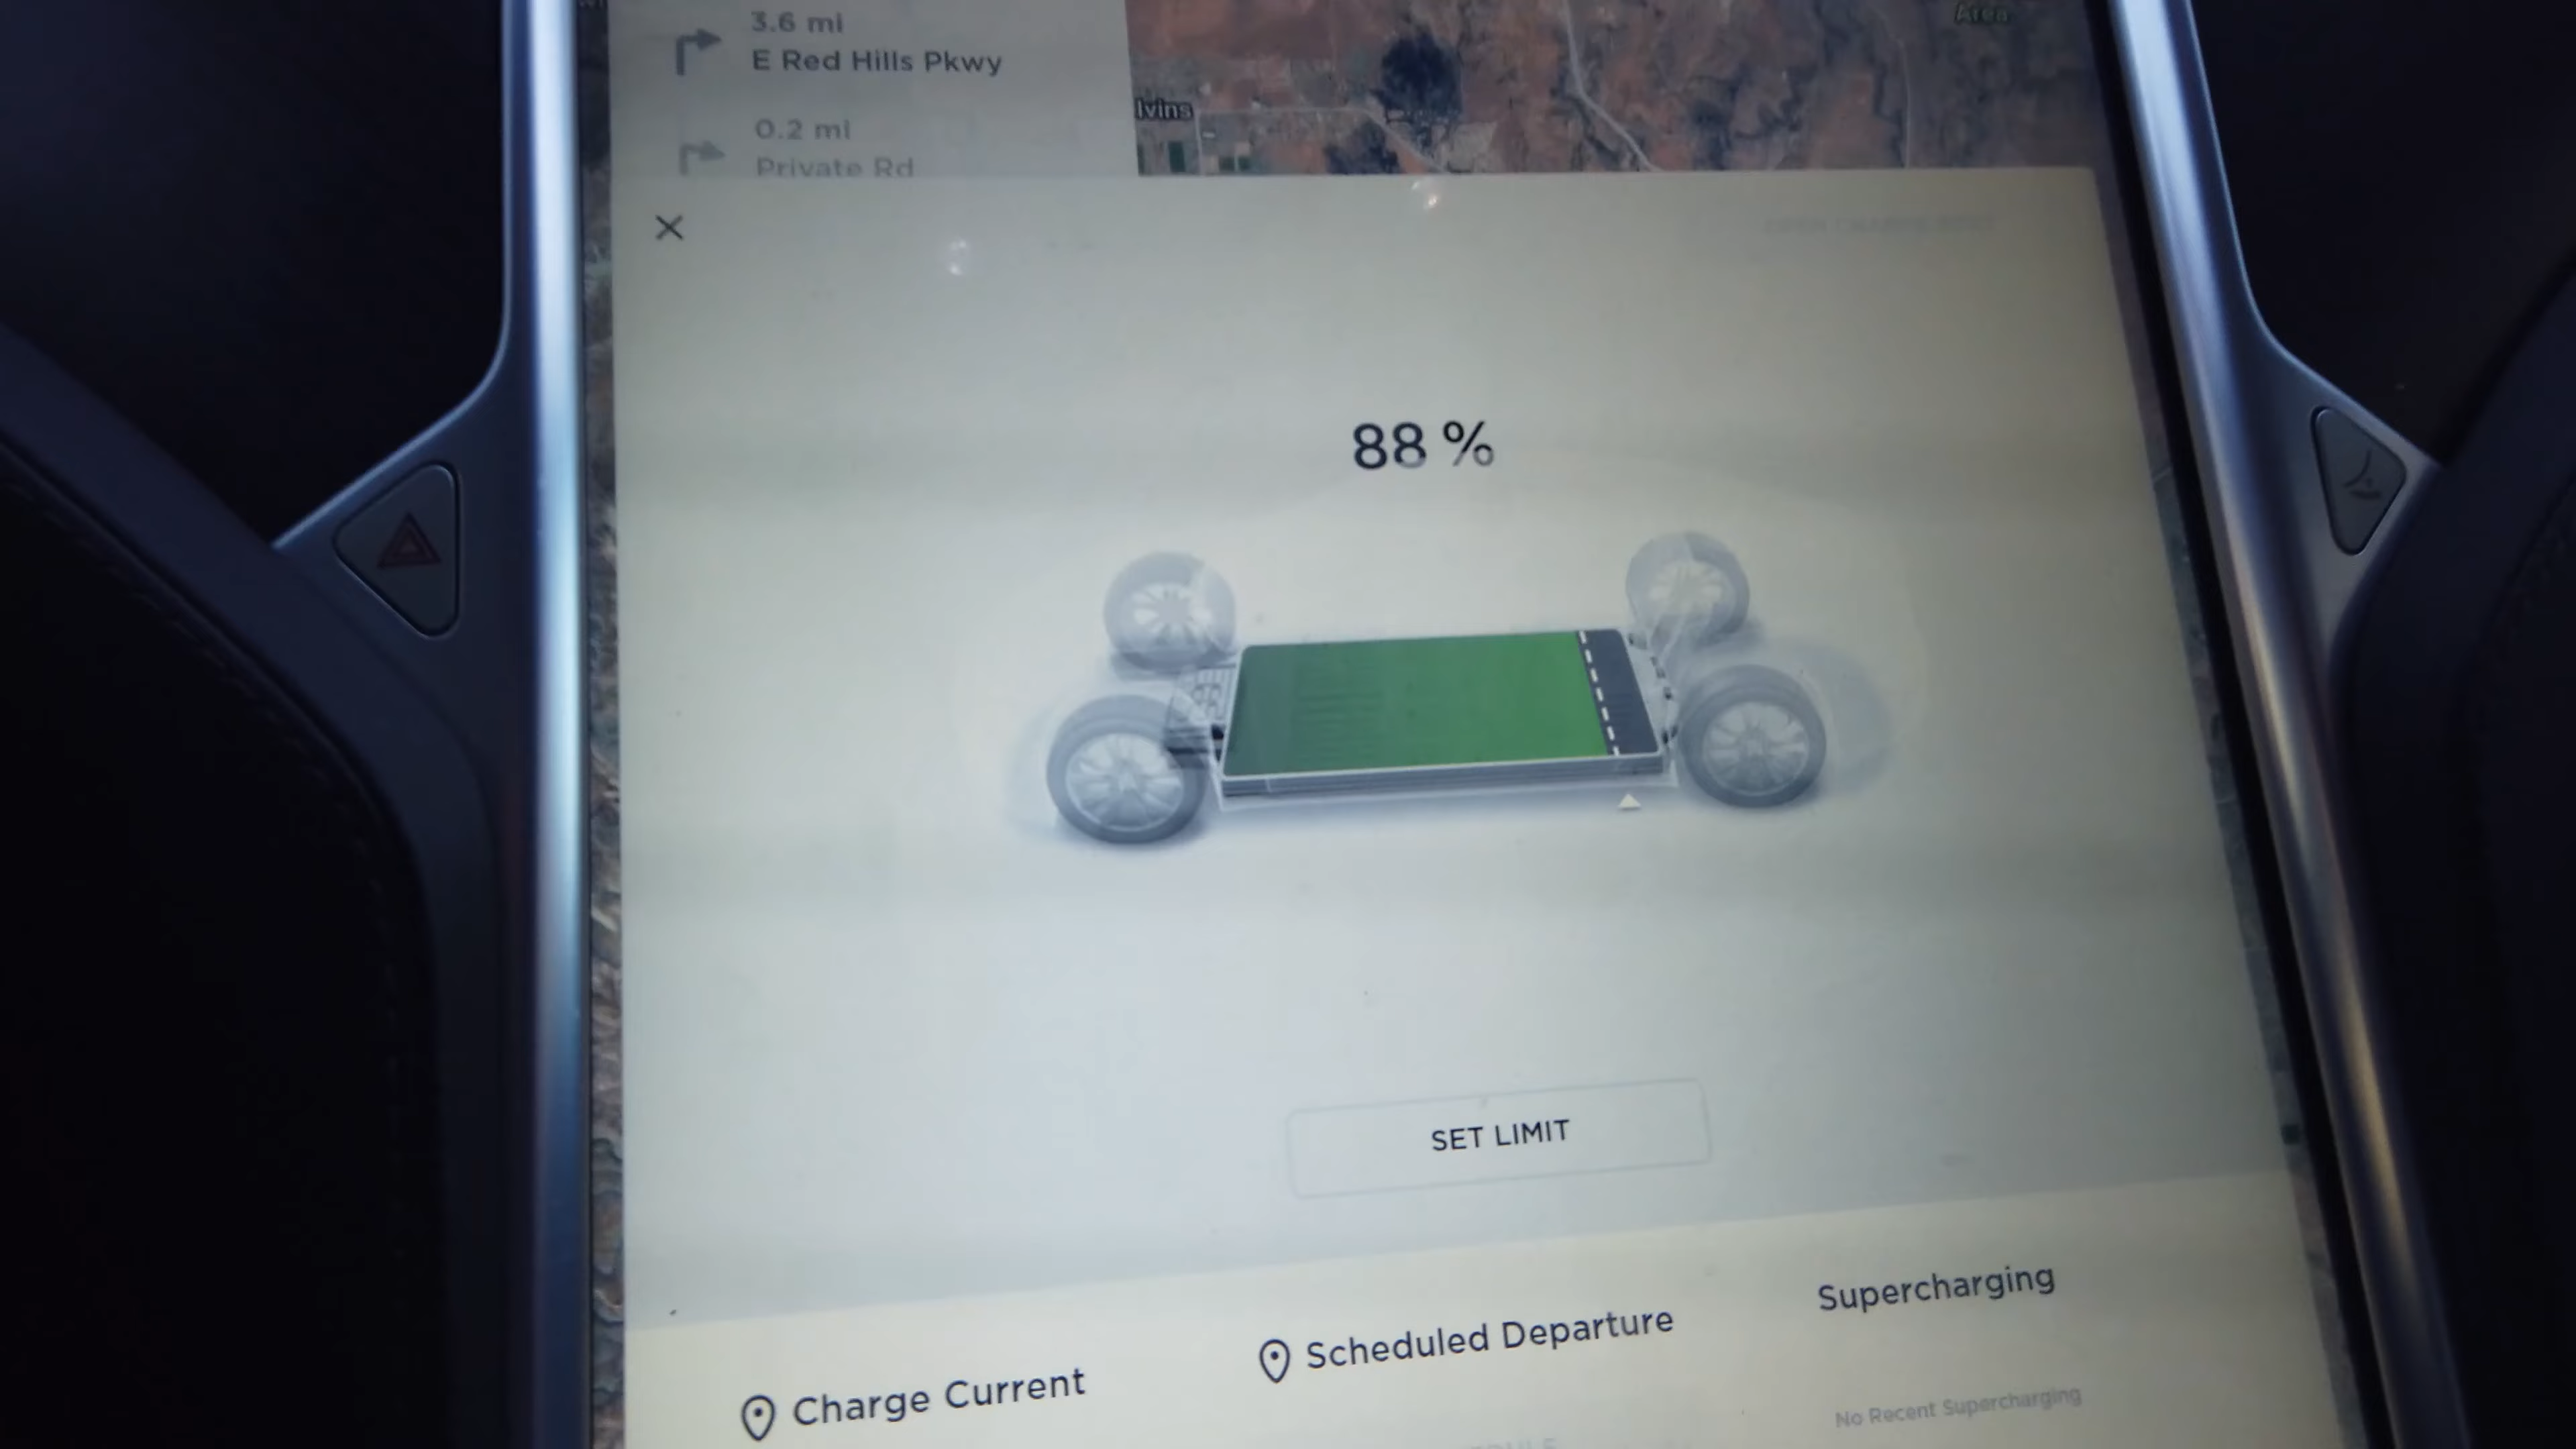 3.6 mi
E Red Hills Pkwy
0.2 mi
Private Rd
Ivins
Area
88 %
SET LIMIT
Charge Current
Scheduled Departure
Supercharging
No Recent Supercharging